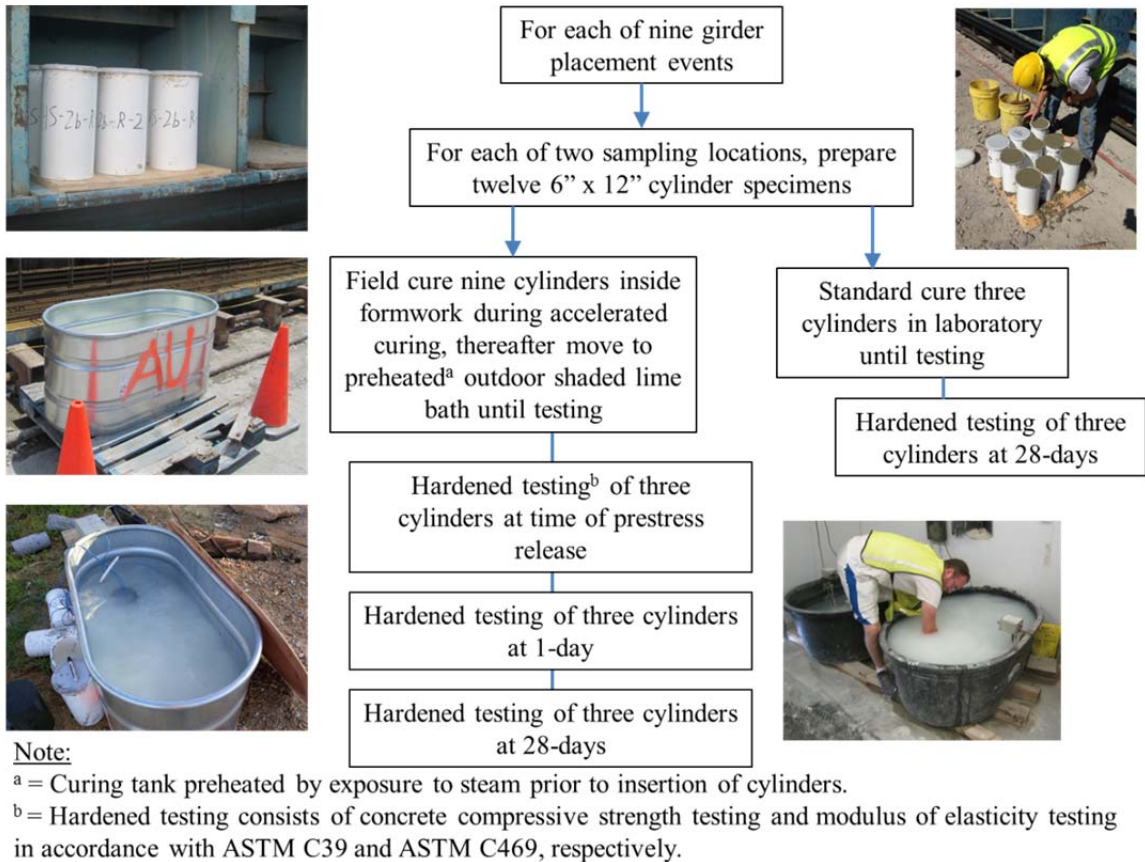 For each of nine girder
placement events
For each of two sampling locations, prepare
twelve 6” x 12” cylinder specimens
Field cure nine cylinders inside
formwork during accelerated
curing, thereafter move to
preheatedᵃ outdoor shaded lime
bath until testing
Hardened testingᵇ of three
cylinders at time of prestress
release
Hardened testing of three cylinders
at 1-day
Hardened testing of three cylinders
at 28-days
Standard cure three
cylinders in laboratory
until testing
Hardened testing of three
cylinders at 28-days
AU
Note:
ᵃ = Curing tank preheated by exposure to steam prior to insertion of cylinders.
ᵇ = Hardened testing consists of concrete compressive strength testing and modulus of elasticity testing
in accordance with ASTM C39 and ASTM C469, respectively.